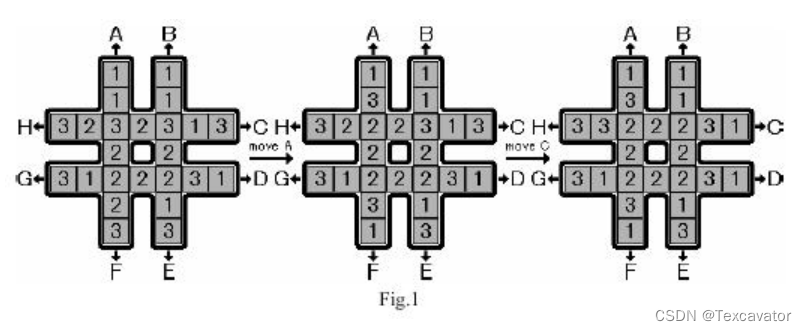 A B A B A B
1 1 1 1 1 1
1 1 3 1 3 1
H 3 2 3 2 3 1 3 C H 3 2 2 2 3 1 3 C H 3 3 2 2 2 3 1 C
move A move C
2 2 2 2 2 2
G 3 1 2 2 2 3 1 D G 3 1 2 2 2 3 1 D G 3 1 2 2 2 3 1 D
2 1 3 1 3 1
3 3 1 3 1 3
F E F E F E
Fig.1
CSDN @Texcavator